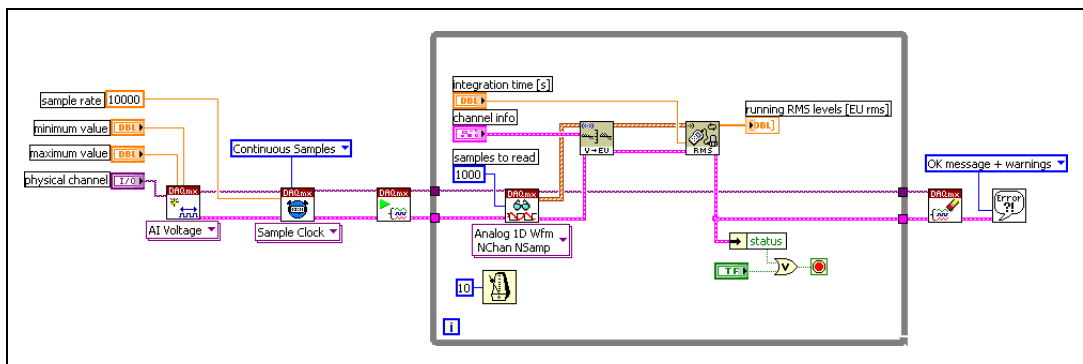 sample rate 10000
minimum value DBL
maximum value DBL
physical channel I/O
DAQmx
AI Voltage
Continuous Samples
DAQmx
Sample Clock
DAQmx
integration time [s]
DBL
channel info
samples to read
1000
DAQmx
Analog 1D Wfm
NChan NSamp
V→EU
RMS
running RMS levels [EU rms]
DBL]
status
TF
V
10
i
OK message + warnings
DAQmx
Error
?!